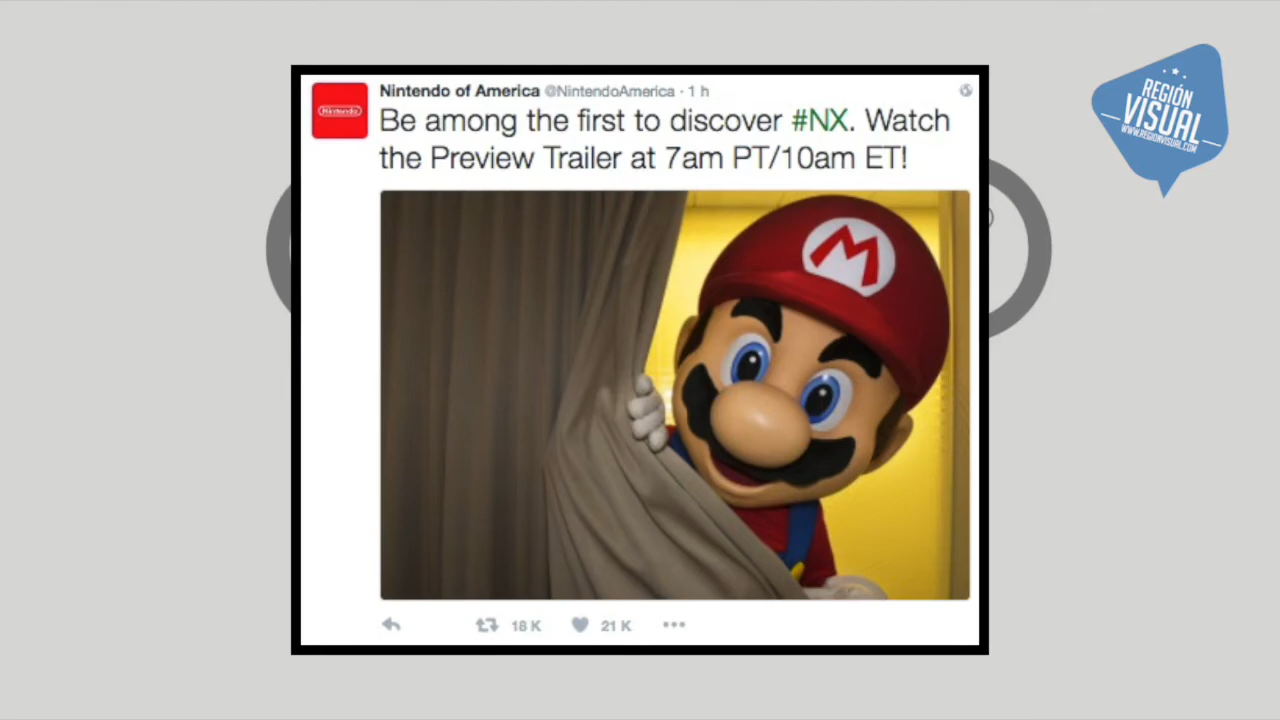 Nintendo of America @NintendoAmerica · 1 h
Be among the first to discover #NX. Watch
the Preview Trailer at 7am PT/10am ET!
Nintendo
M
18 K 21 K
REGIÓN
VISUAL
WWW.REGIONVISUAL.COM